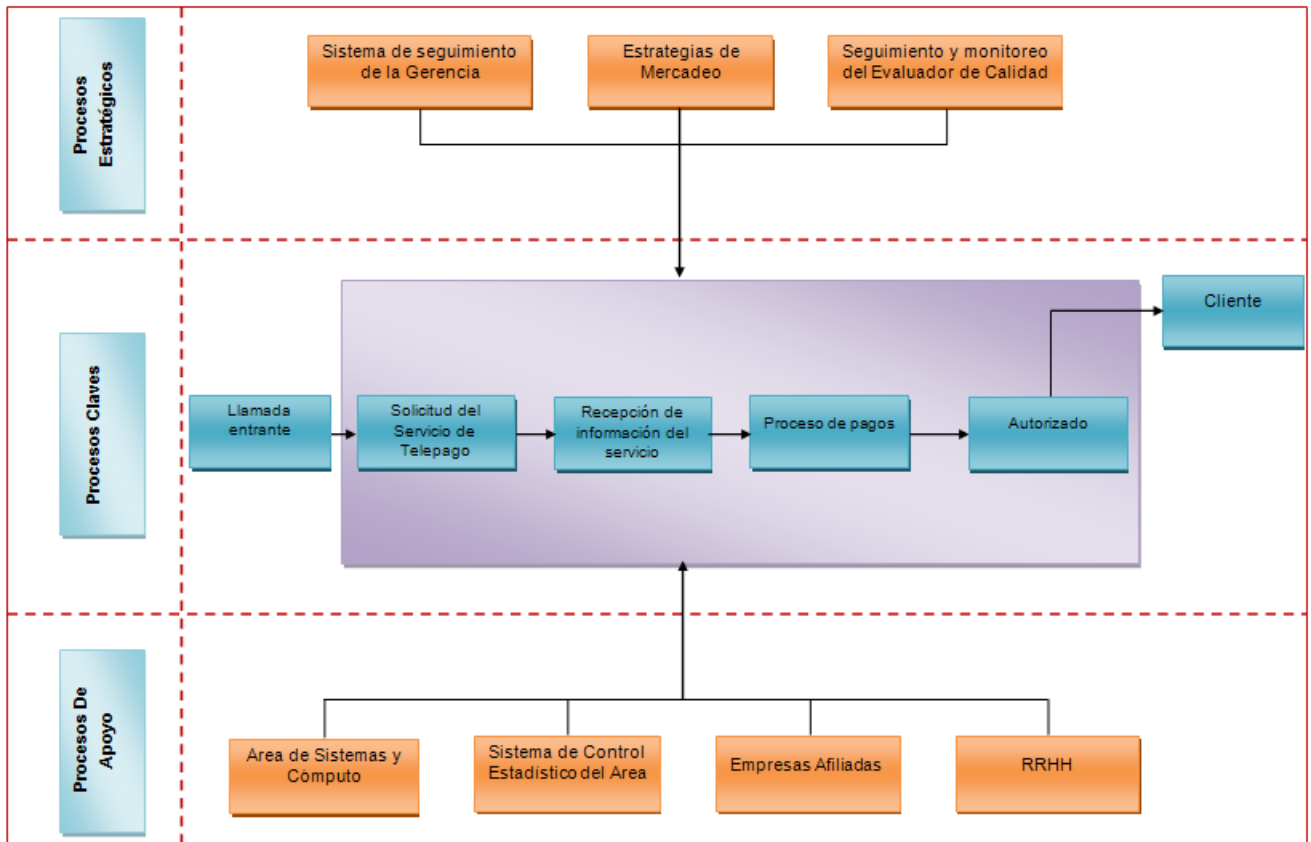 Procesos
Estratégicos
Sistema de seguimiento
de la Gerencia
Estrategias de
Mercadeo
Seguimiento y monitoreo
del Evaluador de Calidad
Procesos Claves
Llamada
entrante
Solicitud del
Servicio de
Telepago
Recepción de
información del
servicio
Proceso de pagos
Autorizado
Cliente
Procesos De
Apoyo
Area de Sistemas y
Cómputo
Sistema de Control
Estadístico del Area
Empresas Afiliadas
RRHH